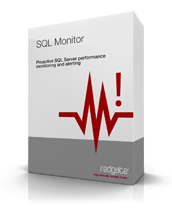 SQL Monitor
Proactive SQL Server performance
monitoring and alerting
!
redgate